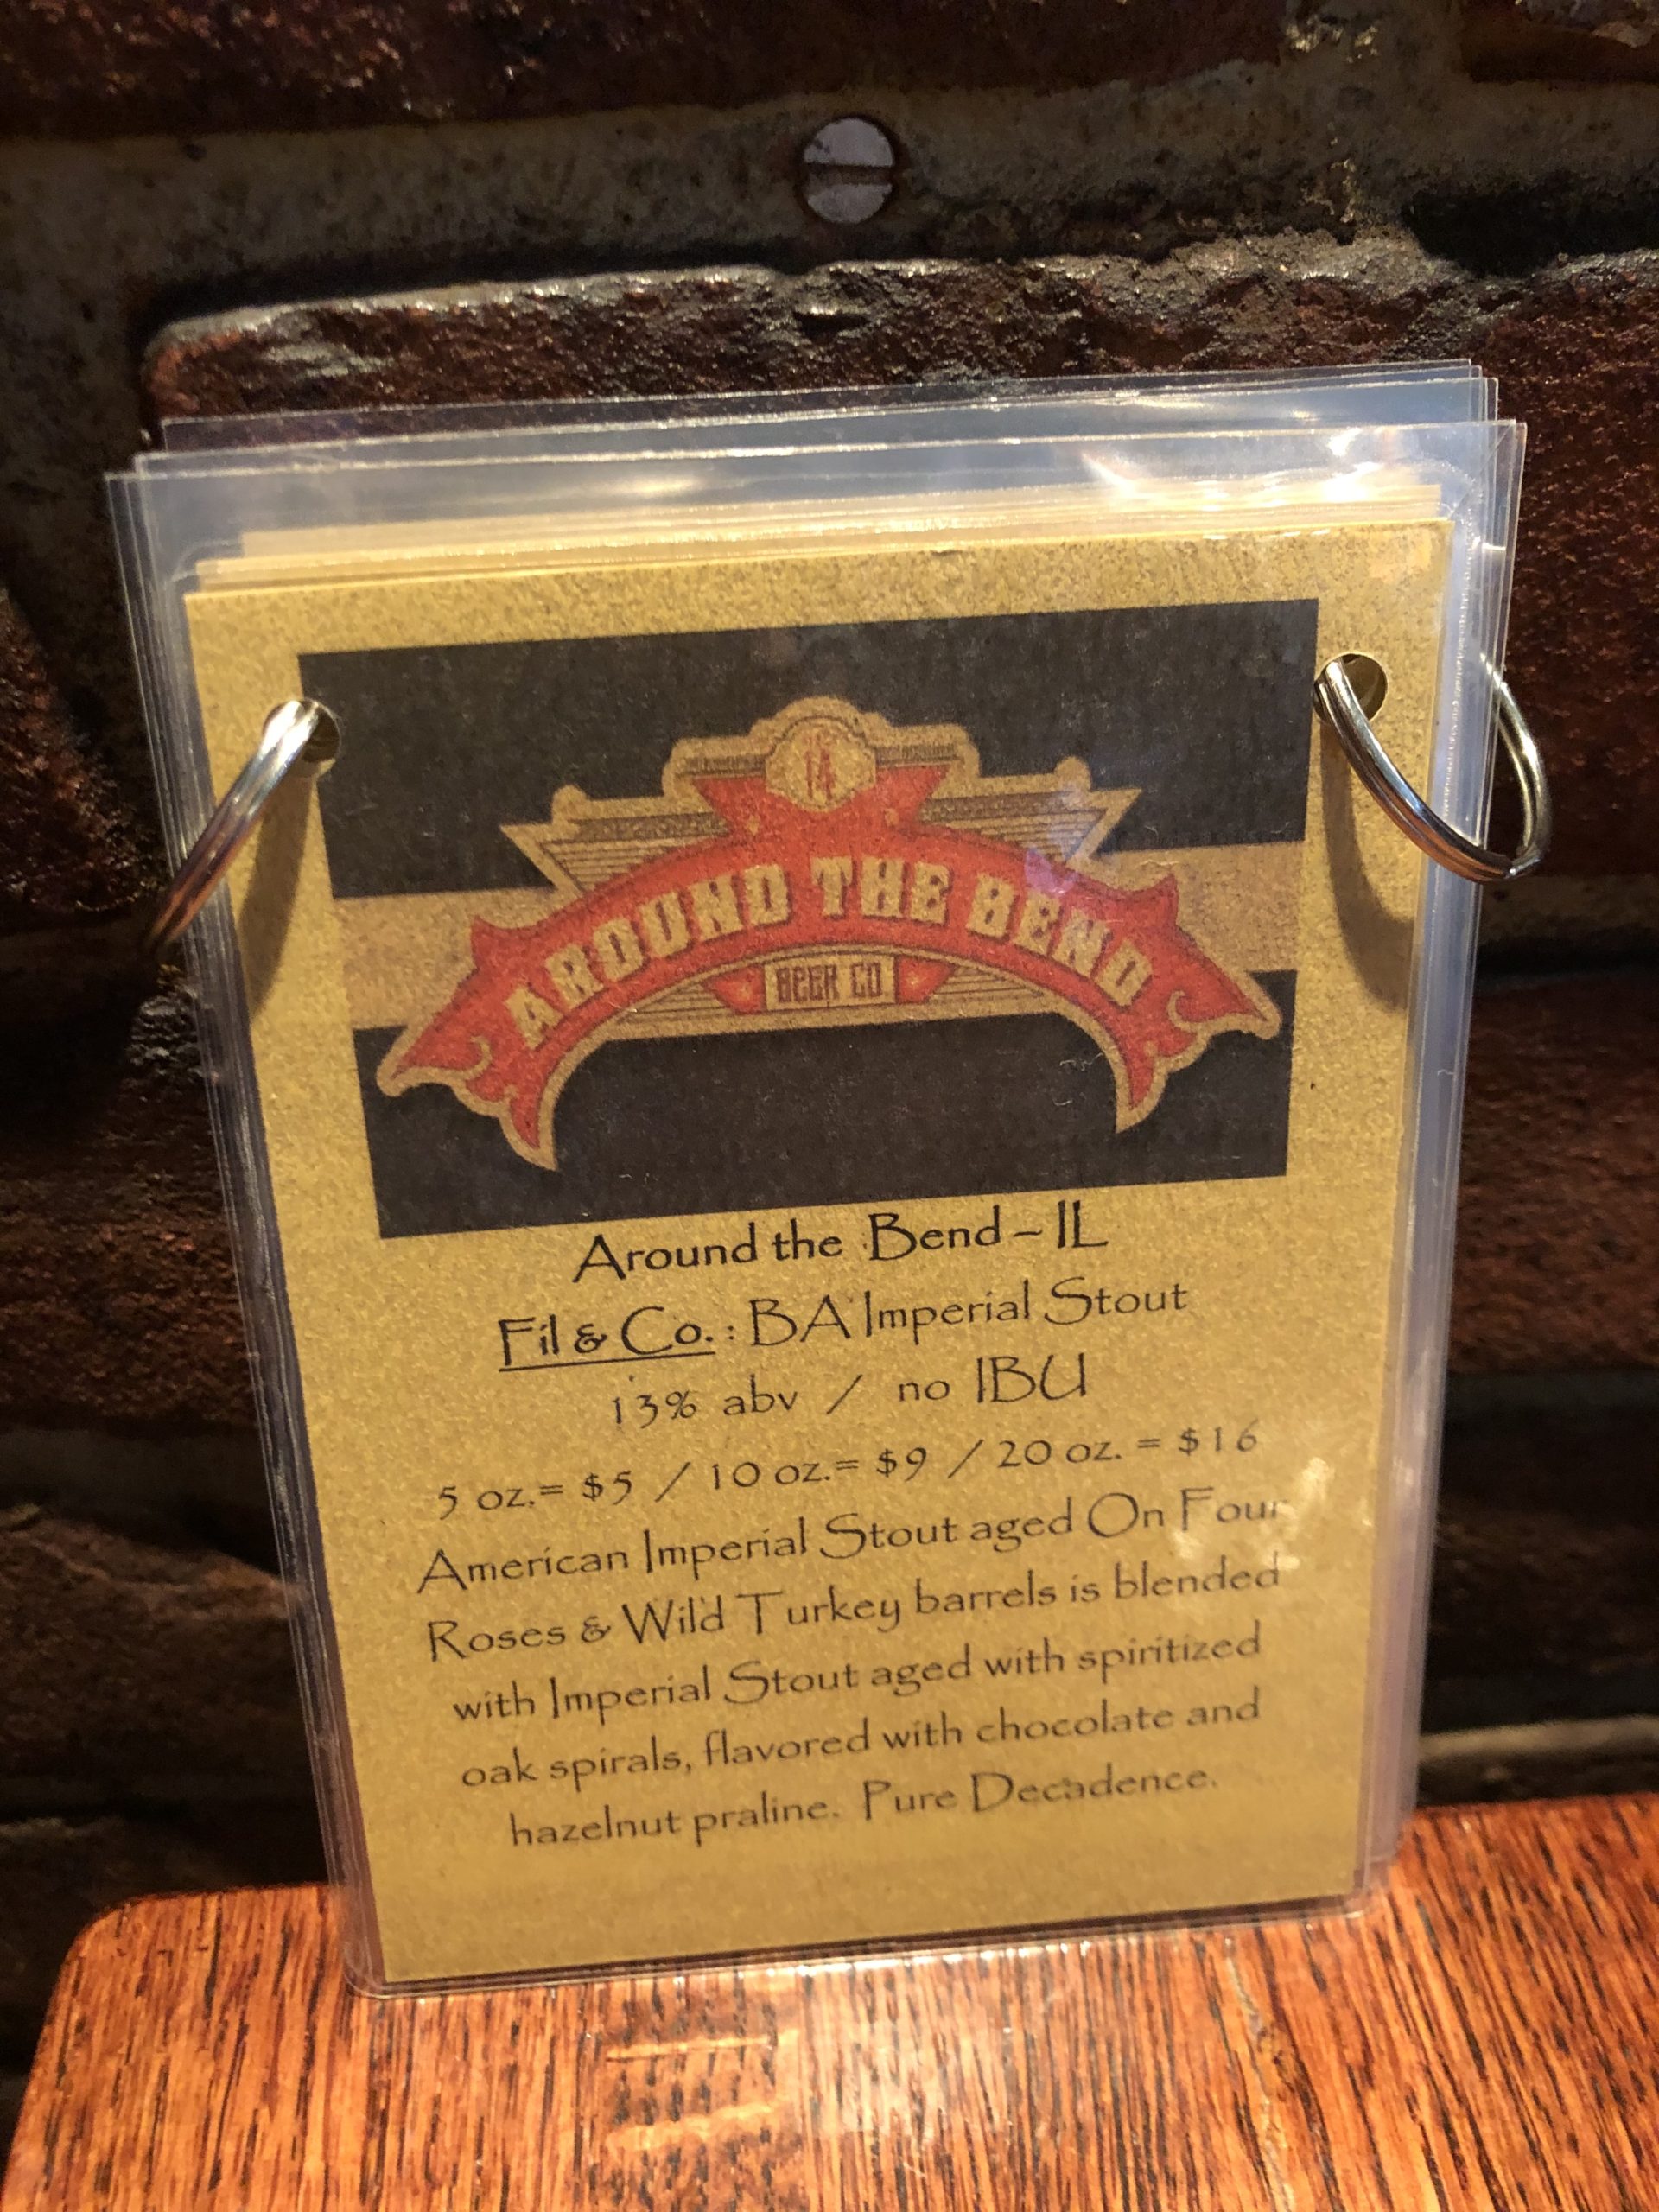 14
AROUND THE BEND
BEER CO
Around the Bend – IL
Fil & Co. : BA Imperial Stout
13% abv / no IBU
5 oz.= $5 / 10 oz.= $9 / 20 oz. = $16
American Imperial Stout aged On Four
Roses & Wild Turkey barrels is blended
with Imperial Stout aged with spiritized
oak spirals, flavored with chocolate and
hazelnut praline. Pure Decadence.